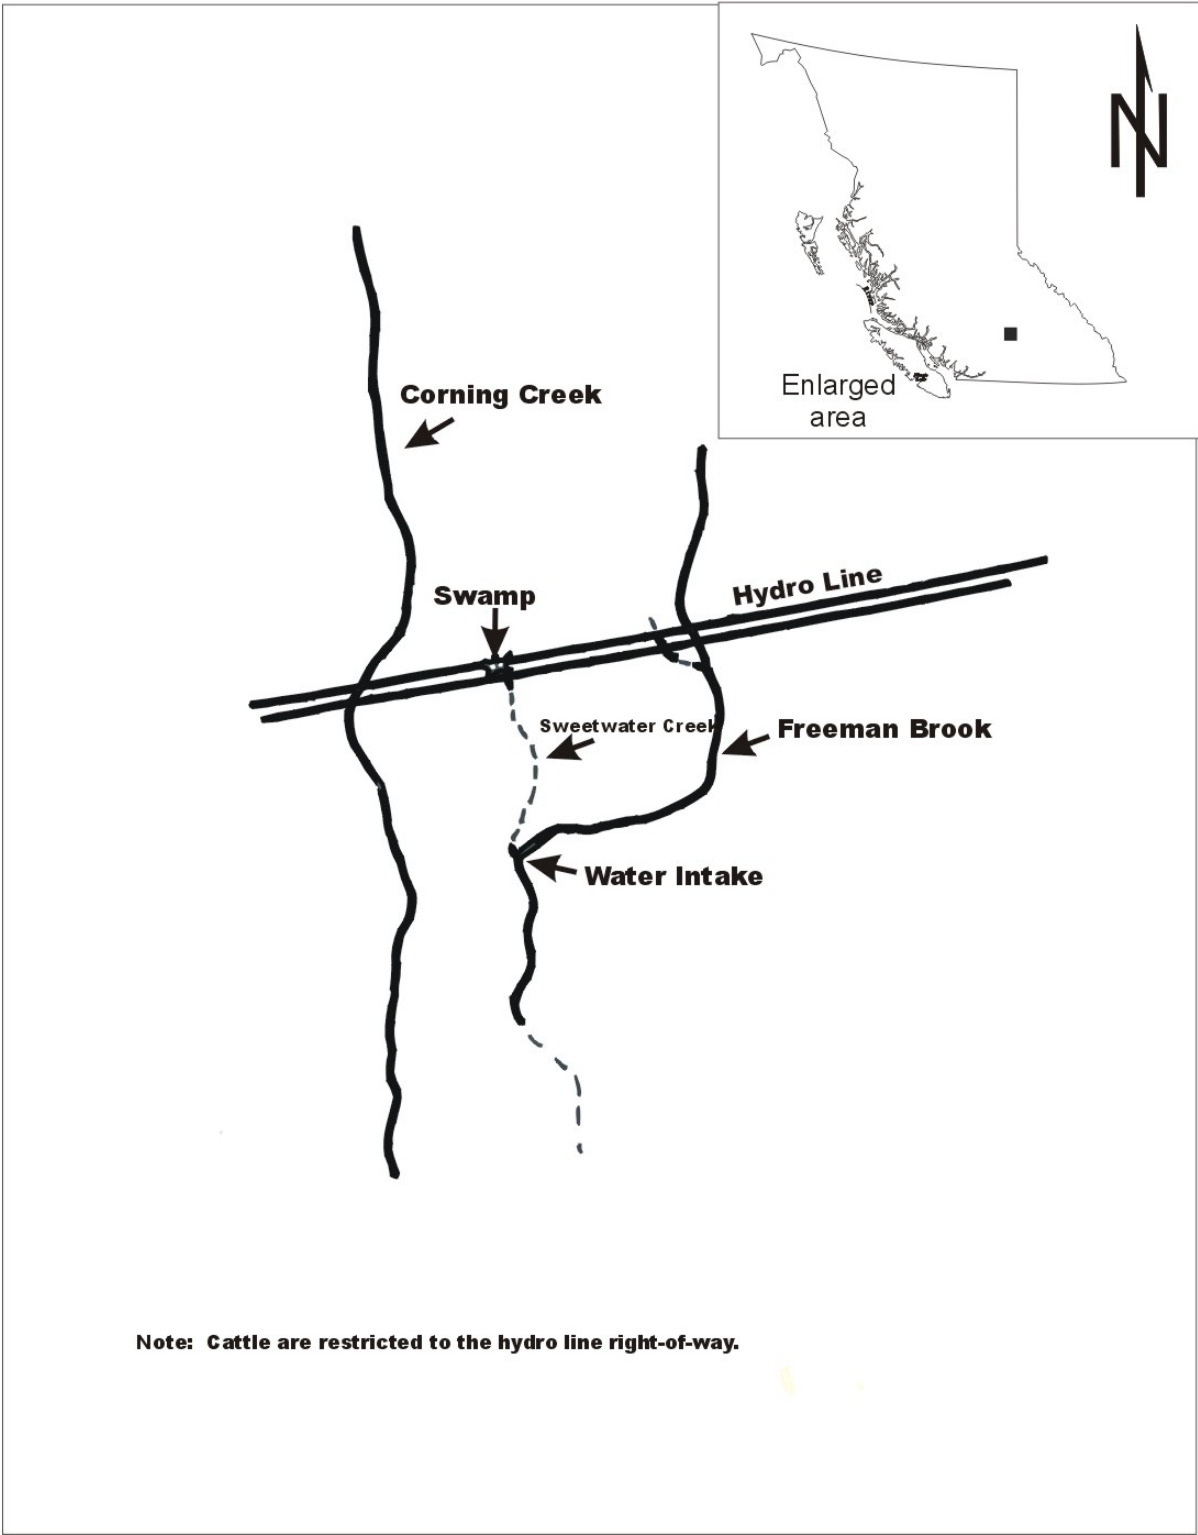 N
Enlarged
area
Corning Creek
Hydro Line
Swamp
Sweetwater Creek
Freeman Brook
Water Intake
Note: Cattle are restricted to the hydro line right-of-way.